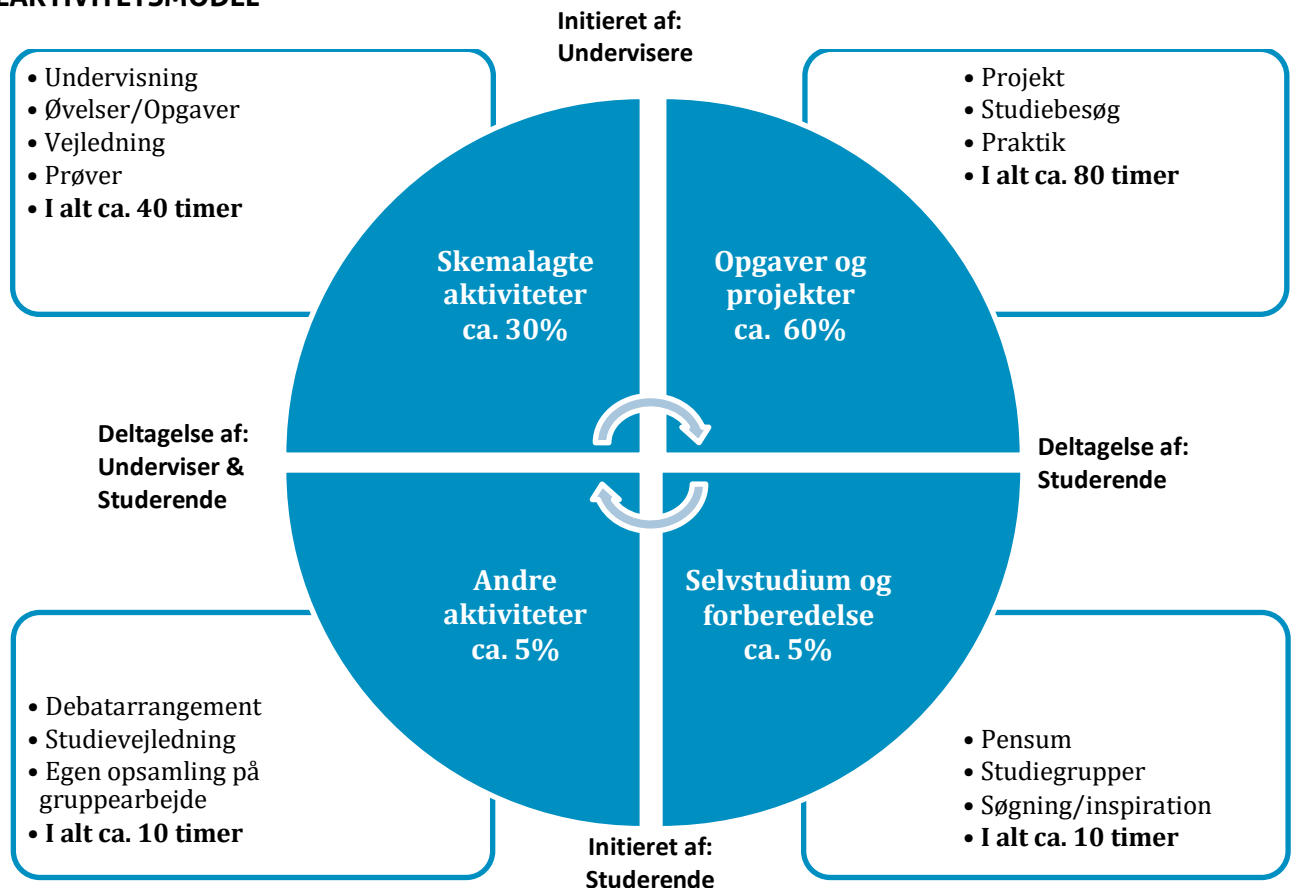 Initieret af:
Undervisere
• Undervisning
• Øvelser/Opgaver
• Vejledning
• Prøver
• I alt ca. 40 timer
• Projekt
• Studiebesøg
• Praktik
• I alt ca. 80 timer
Skemalagte
aktiviteter
ca. 30%
Opgaver og
projekter
ca. 60%
Deltagelse af:
Underviser &
Studerende
Deltagelse af:
Studerende
Andre
aktiviteter
ca. 5%
Selvstudium og
forberedelse
ca. 5%
• Debatarrangement
• Studievejledning
• Egen opsamling på
gruppearbejde
• I alt ca. 10 timer
• Pensum
• Studiegrupper
• Søgning/inspiration
• I alt ca. 10 timer
Initieret af:
Studerende